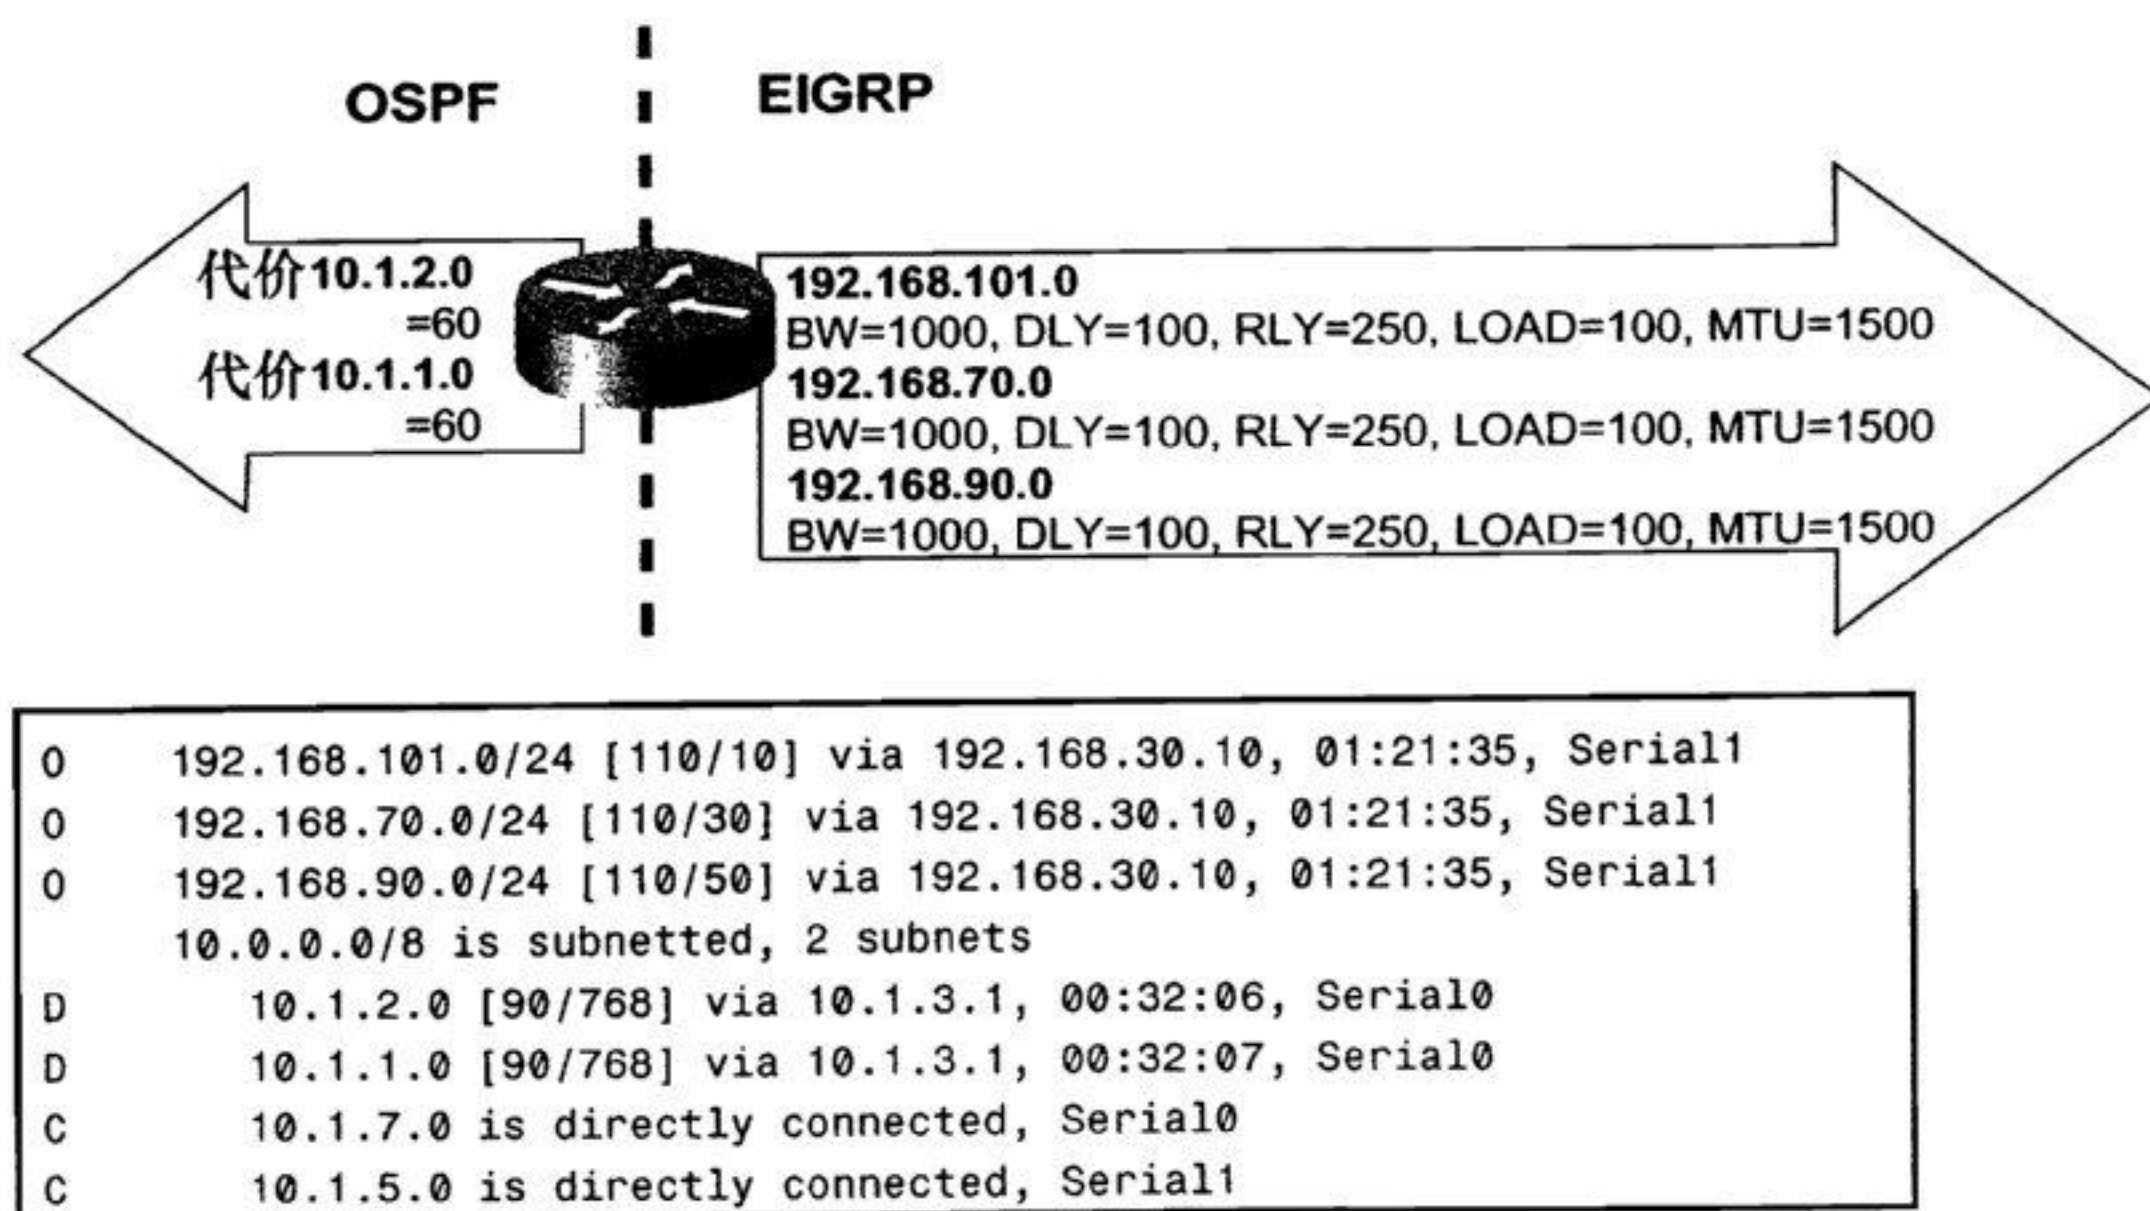 OSPF
EIGRP
代价10.1.2.0
=60
代价10.1.1.0
=60
192.168.101.0
BW=1000, DLY=100, RLY=250, LOAD=100, MTU=1500
192.168.70.0
BW=1000, DLY=100, RLY=250, LOAD=100, MTU=1500
192.168.90.0
BW=1000, DLY=100, RLY=250, LOAD=100, MTU=1500
O 192.168.101.0/24 [110/10] via 192.168.30.10, 01:21:35, Serial1
O 192.168.70.0/24 [110/30] via 192.168.30.10, 01:21:35, Serial1
O 192.168.90.0/24 [110/50] via 192.168.30.10, 01:21:35, Serial1
10.0.0.0/8 is subnetted, 2 subnets
D 10.1.2.0 [90/768] via 10.1.3.1, 00:32:06, Serial0
D 10.1.1.0 [90/768] via 10.1.3.1, 00:32:07, Serial0
C 10.1.7.0 is directly connected, Serial0
C 10.1.5.0 is directly connected, Serial1